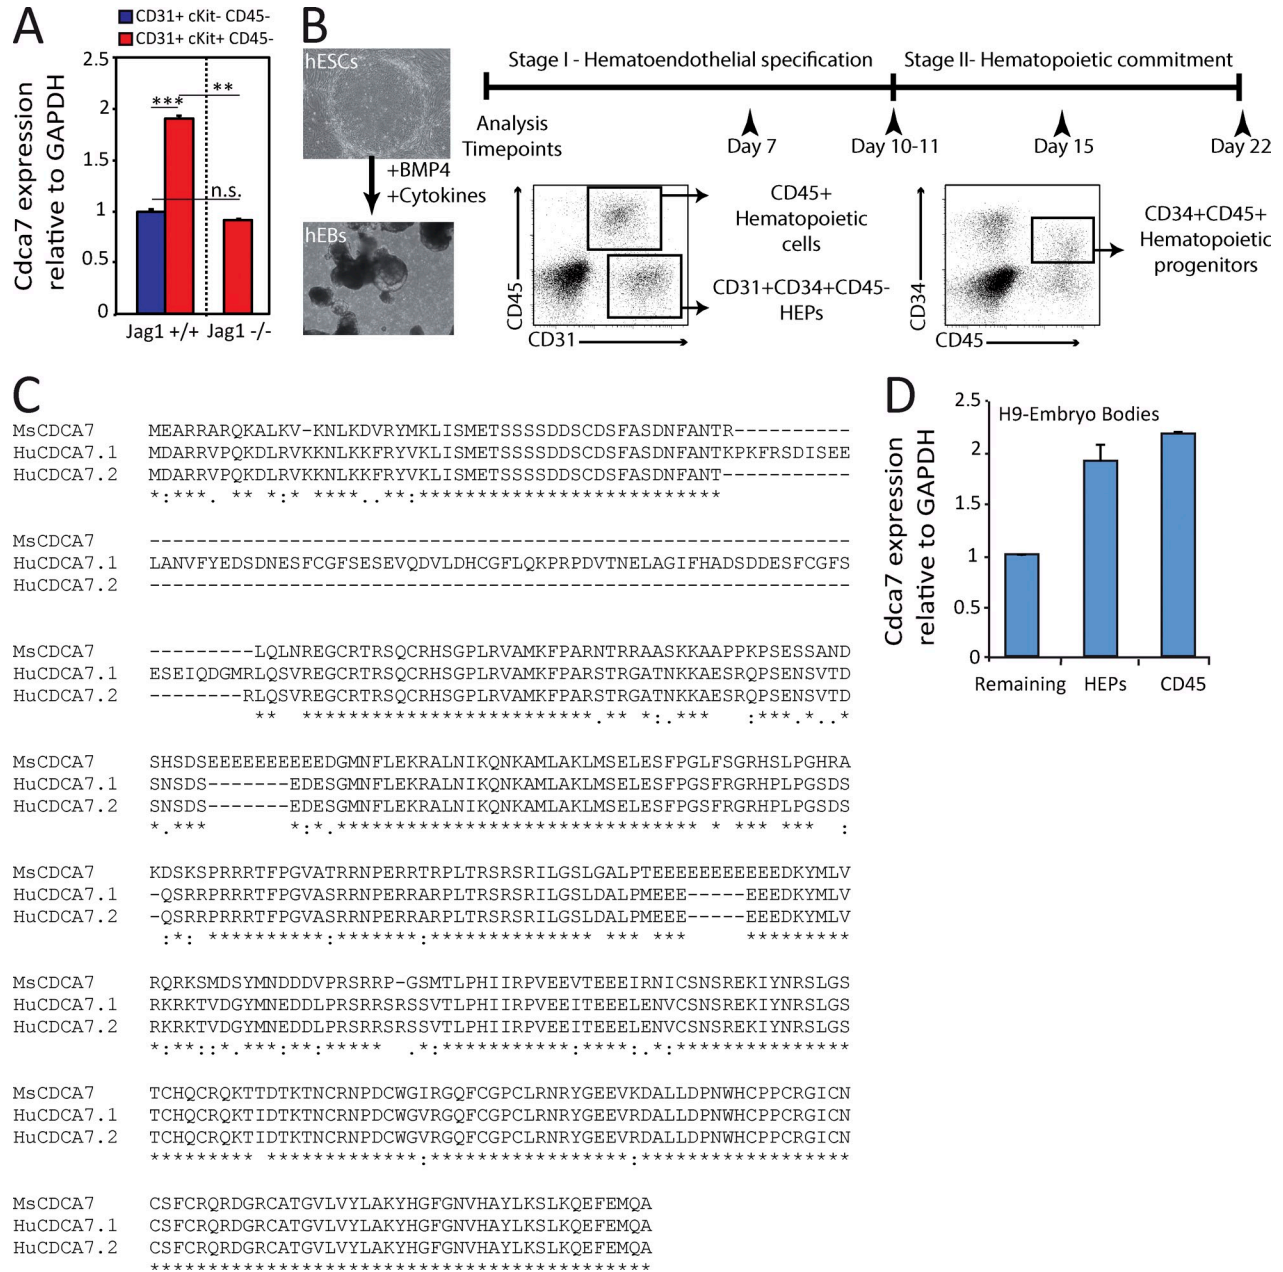 A
CD31+ cKit- CD45-
CD31+ cKit+ CD45-
Cdca7 expression
relative to GAPDH
2.5
2
1.5
1
0.5
0
***
**
n.s.
Jag1 +/+ Jag1 -/-
B
hESCs
+BMP4
+Cytokines
hEBs
Stage I - Hematoendothelial specification
Stage II- Hematopoietic commitment
Analysis
Timepoints
Day 7
Day 10-11
Day 15
Day 22
CD45
CD31
CD45+
Hematopoietic
cells
CD31+CD34+CD45-
HEPs
CD34
CD45
CD34+CD45+
Hematopoietic
progenitors
C
MsCDCA7 MEARRARQKALKV-KNLKDVRYMKLISMETSSSSDDSCDSFASDNFANTR----------
HuCDCA7.1 MDARRVPQKDLRVKKNLKKFRYVKLISMETSSSSDDSCDSFASDNFANTKPKFRSDISEE
HuCDCA7.2 MDARRVPQKDLRVKKNLKKFRYVKLISMETSSSSDDSCDSFASDNFANT-----------
*:***. ** *:* ****..**:**************************
MsCDCA7 ------------------------------------------------------------
HuCDCA7.1 LANVFYEDSDNESFCGFSESEVQDVLDHCGFLQKPRPDVTNELAGIFHADSDDESFCGFS
HuCDCA7.2 ------------------------------------------------------------
MsCDCA7 ---------LQLNREGCRTRSQCRHSGPLRVAMKFPARNTRRAASKKAAPPKPSESSAND
HuCDCA7.1 ESEIQDGMRLQSVREGCRTRSQCRHSGPLRVAMKFPARSTRGATNKKAESRQPSENSVTD
HuCDCA7.2 --------RLQSVREGCRTRSQCRHSGPLRVAMKFPARSTRGATNKKAESRQPSENSVTD
** *************************.** *:.*** :***.*..*
MsCDCA7 SHSDSEEEEEEEEEEDGMNFLEKRALNIKQNKAMLAKLMSELESFPGLFSGRHSLPGHRA
HuCDCA7.1 SNSDS-------EDESGMNFLEKRALNIKQNKAMLAKLMSELESFPGSFRGRHPLPGSDS
HuCDCA7.2 SNSDS-------EDESGMNFLEKRALNIKQNKAMLAKLMSELESFPGSFRGRHPLPGSDS
*.*** *:*.******************************* * *** *** :
MsCDCA7 KDSKSPRRRTFPGVATRRNPERRTRPLTRSRSRILGSLGALPTEEEEEEEEEEEEDKYMLV
HuCDCA7.1 -QSRRPRRRTFPGVASRRNPERRARPLTRSRSRILGSLDALPMEEE-----EEEDKYMLV
HuCDCA7.2 -QSRRPRRRTFPGVASRRNPERRARPLTRSRSRILGSLDALPMEEE-----EEEDKYMLV
:*: **********:*******:************** *** *** *********
MsCDCA7 RQRKSMDSYMNDDDVPRSRRP-GSMTLPHIIRPVEEVTEEEIRNICSNSREKIYNRSLGS
HuCDCA7.1 RKRKTVDGYMNEDDLPRSRRSRSSVTLPHIIRPVEEITEEELENVCSNSREKIYNRSLGS
HuCDCA7.2 RKRKTVDGYMNEDDLPRSRRSRSSVTLPHIIRPVEEITEEELENVCSNSREKIYNRSLGS
*:**::*.***:**:***** .*:***********:****:.*:***************
MsCDCA7 TCHQCRQKTTDTKTNCRNPDCWGIRGQFCGPCLRNRYGEEVKDALLDPNWHCPPCRGICN
HuCDCA7.1 TCHQCRQKTIDTKTNCRNPDCWGVRGQFCGPCLRNRYGEEVRDALLDPNWHCPPCRGICN
HuCDCA7.2 TCHQCRQKTIDTKTNCRNPDCWGVRGQFCGPCLRNRYGEEVRDALLDPNWHCPPCRGICN
********* *************:*****************:******************
MsCDCA7 CSFCRQRDGRCATGVLVYLAKYHGFGNVHAYLKSLKQEFEMQA
HuCDCA7.1 CSFCRQRDGRCATGVLVYLAKYHGFGNVHAYLKSLKQEFEMQA
HuCDCA7.2 CSFCRQRDGRCATGVLVYLAKYHGFGNVHAYLKSLKQEFEMQA
*******************************************
D
Cdca7 expression
relative to GAPDH
H9-Embryo Bodies
2.5
2
1.5
1
0.5
0
Remaining HEPs CD45